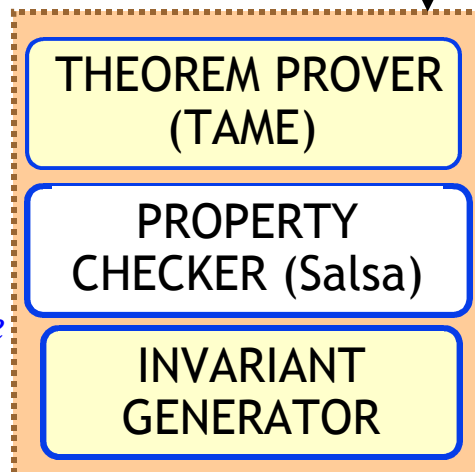 THEOREM PROVER
(TAME)
PROPERTY
CHECKER (Salsa)
INVARIANT
GENERATOR